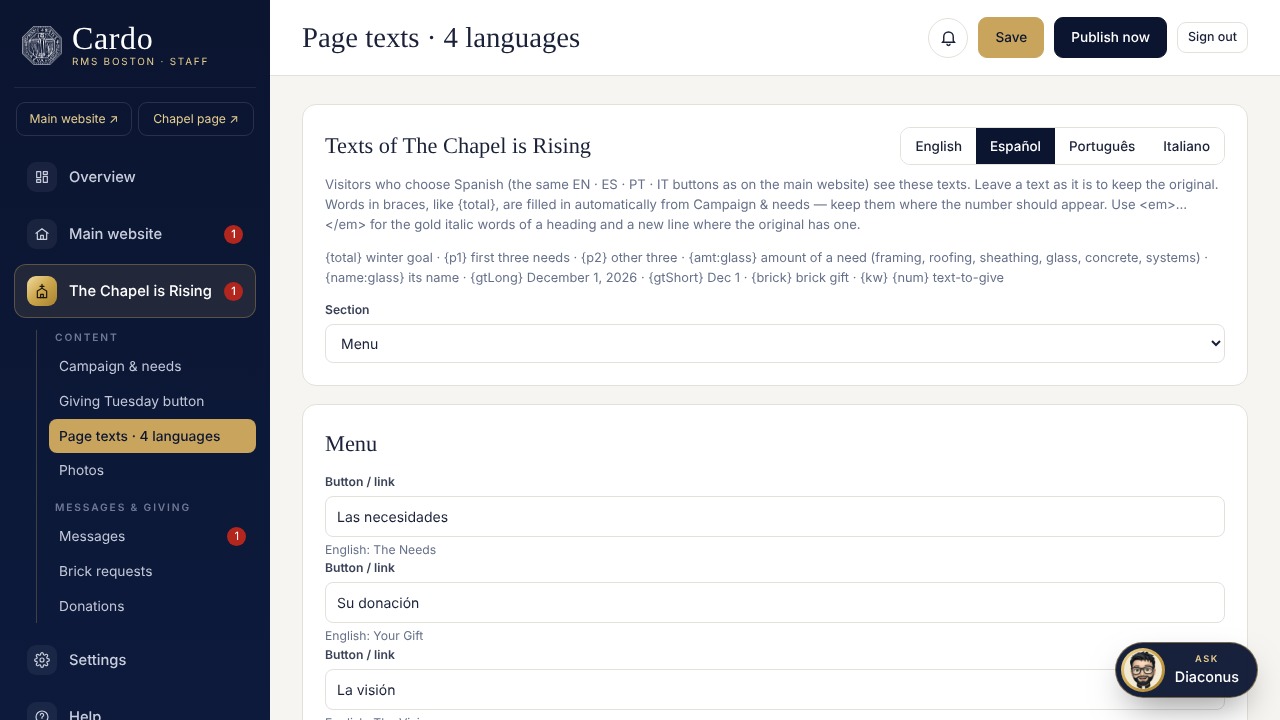 Cardo
RMS BOSTON · STAFF
Main website ↗
Chapel page ↗
Overview
Main website
1
The Chapel is Rising
1
CONTENT
Campaign & needs
Giving Tuesday button
Page texts · 4 languages
Photos
MESSAGES & GIVING
Messages
1
Brick requests
Donations
Settings
Help
Page texts · 4 languages
Save
Publish now
Sign out
Texts of The Chapel is Rising
English
Español
Português
Italiano
Visitors who choose Spanish (the same EN · ES · PT · IT buttons as on the main website) see these texts. Leave a text as it is to keep the original.
Words in braces, like {total}, are filled in automatically from Campaign & needs — keep them where the number should appear. Use <em>...
</em> for the gold italic words of a heading and a new line where the original has one.
{total} winter goal · {p1} first three needs · {p2} other three · {amt:glass} amount of a need (framing, roofing, sheathing, glass, concrete, systems) ·
{name:glass} its name · {gtLong} December 1, 2026 · {gtShort} Dec 1 · {brick} brick gift · {kw} {num} text-to-give
Section
Menu
Menu
Button / link
Las necesidades
English: The Needs
Button / link
Su donación
English: Your Gift
Button / link
La visión
ASK
Diaconus